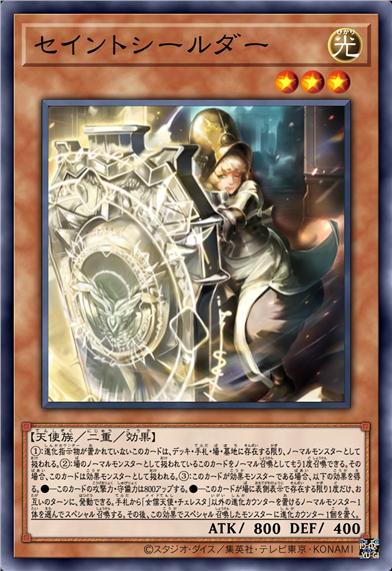 セイントシールダー
光
【天使族／二重／効果】
①:進化指示物が置かれていないこのカードは、デッキ・手札・場・墓地に存在する限り、ノーマルモンスターとして
扱われる。②:場のノーマルモンスターとして扱われているこのカードをノーマル召喚としてもう1度召喚できる。その
場合、このカードは効果モンスターとして扱われる。③:このカードが効果モンスターである場合、以下の効果を得
る。●このカードの攻撃力・守備力は800アップする。●このカードが場に表側表示で存在する限り1度だけ、お
互いのターンに、発動できる。手札から「
」以外の進化カウンターを置けるモンスター1
体を選んでスペシャル召喚する。その後、この効果でスペシャル召喚したモンスターに進化カウンター1個を置く。
ATK/ 800 DEF/ 400
©スタジオ・ダイス／集英社・テレビ東京・KONAMI